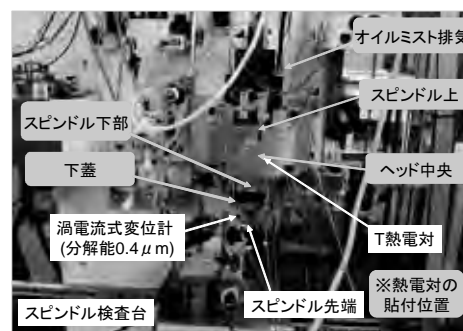 オイルミスト排気
スピンドル上
スピンドル下部
下蓋
ヘッド中央
渦電流式変位計
(分解能0.4μm)
T熱電対
※熱電対の
貼付位置
スピンドル先端
スピンドル検査台